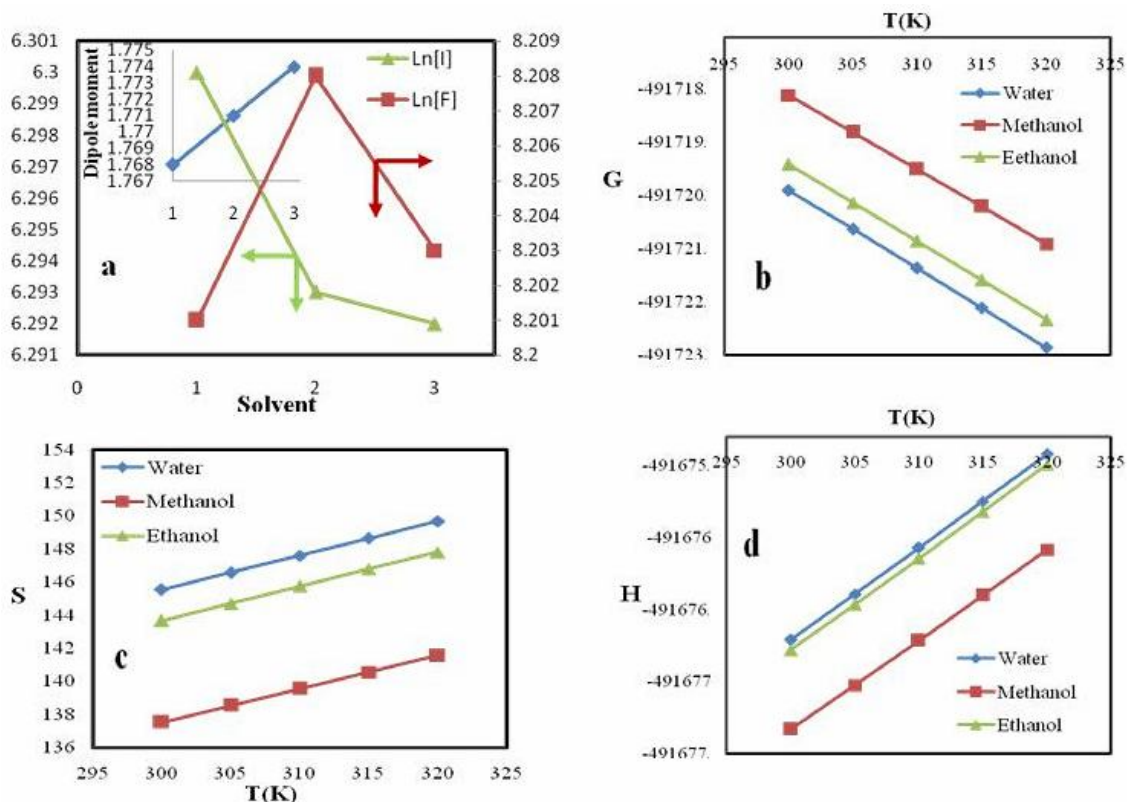 6.301
6.3
6.299
6.298
6.297
6.296
6.295
6.294
6.293
6.292
6.291
Dipole moment
1.775
1.774
1.773
1.772
1.771
1.77
1.769
1.768
1.767
1 2 3
Ln[I]
Ln[F]
8.209
8.208
8.207
8.206
8.205
8.204
8.203
8.202
8.201
8.2
a
0 1 2 3
Solvent
T(K)
295 300 305 310 315 320 325
-491718.
-491719.
-491720.
-491721.
-491722.
-491723.
G
Water
Methanol
Eethanol
b
154
152
150
148
146
144
142
140
138
136
S
Water
Methanol
Ethanol
c
295 300 305 310 315 320 325
T(K)
T(K)
295 300 305 310 315 320 325
-491675.
-491676
-491676.
-491677
-491677.
H
d
Water
Methanol
Ethanol